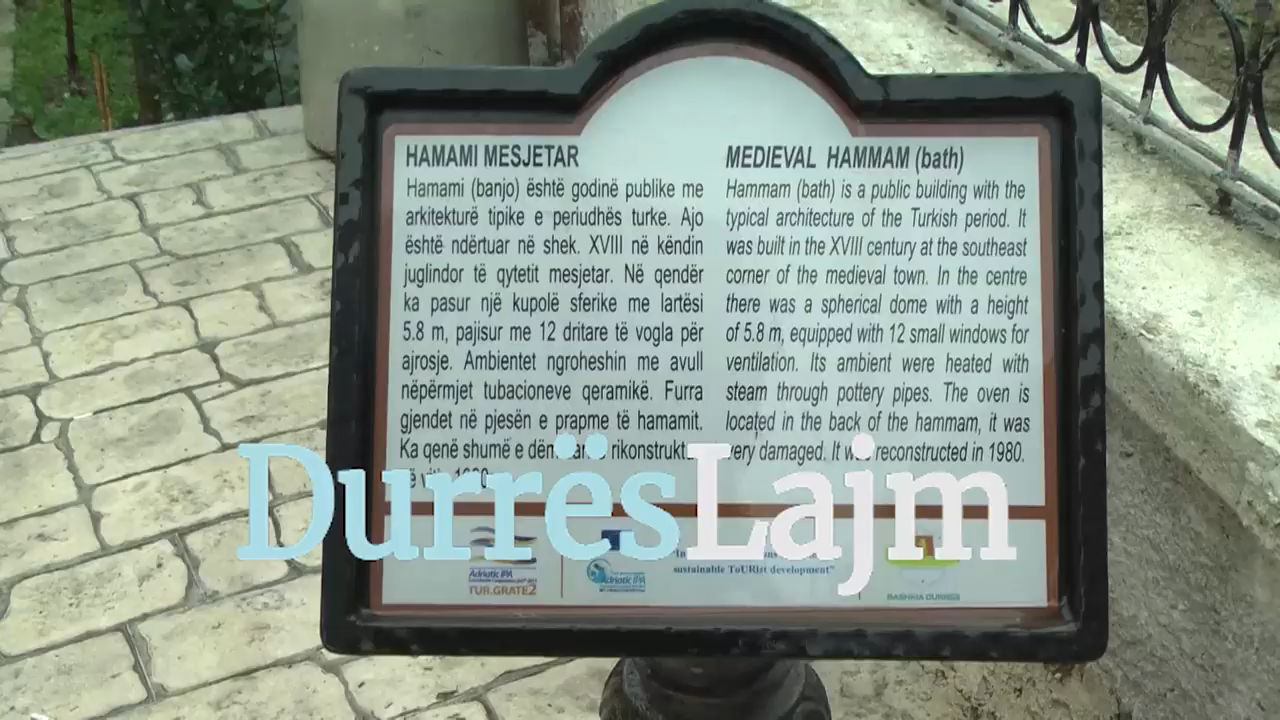 HAMAMI MESJETAR
Hamami (banjo) është godinë publike me
arkitekturë tipike e periudhës turke. Ajo
është ndërtuar në shek. XVIII në këndin
juglindor të qytetit mesjetar. Në qendër
ka pasur një kupolë sferike me lartësi
5.8 m, pajisur me 12 dritare të vogla për
ajrosje. Ambientet ngroheshin me avull
nëpërmjet tubacioneve qeramikë. Furra
gjendet në pjesën e prapme të hamamit.
Ka qenë shumë e
MEDIEVAL HAMMAM (bath)
Hammam (bath) is a public building with the
typical architecture of the Turkish period. It
was built in the XVIII century at the southeast
corner of the medieval town. In the centre
there was a spherical dome with a height
of 5.8 m, equipped with 12 small windows for
ventilation. Its ambient were heated with
steam through pottery pipes. The oven is
located in the back of the hammam, it was
very damaged. It was reconstructed in 1980.
DurrësLajm
Adriatic IPA
TUR.GRATE2
Adriatic IPA
sustainable ToURist development"
BASHKIA DURRËS